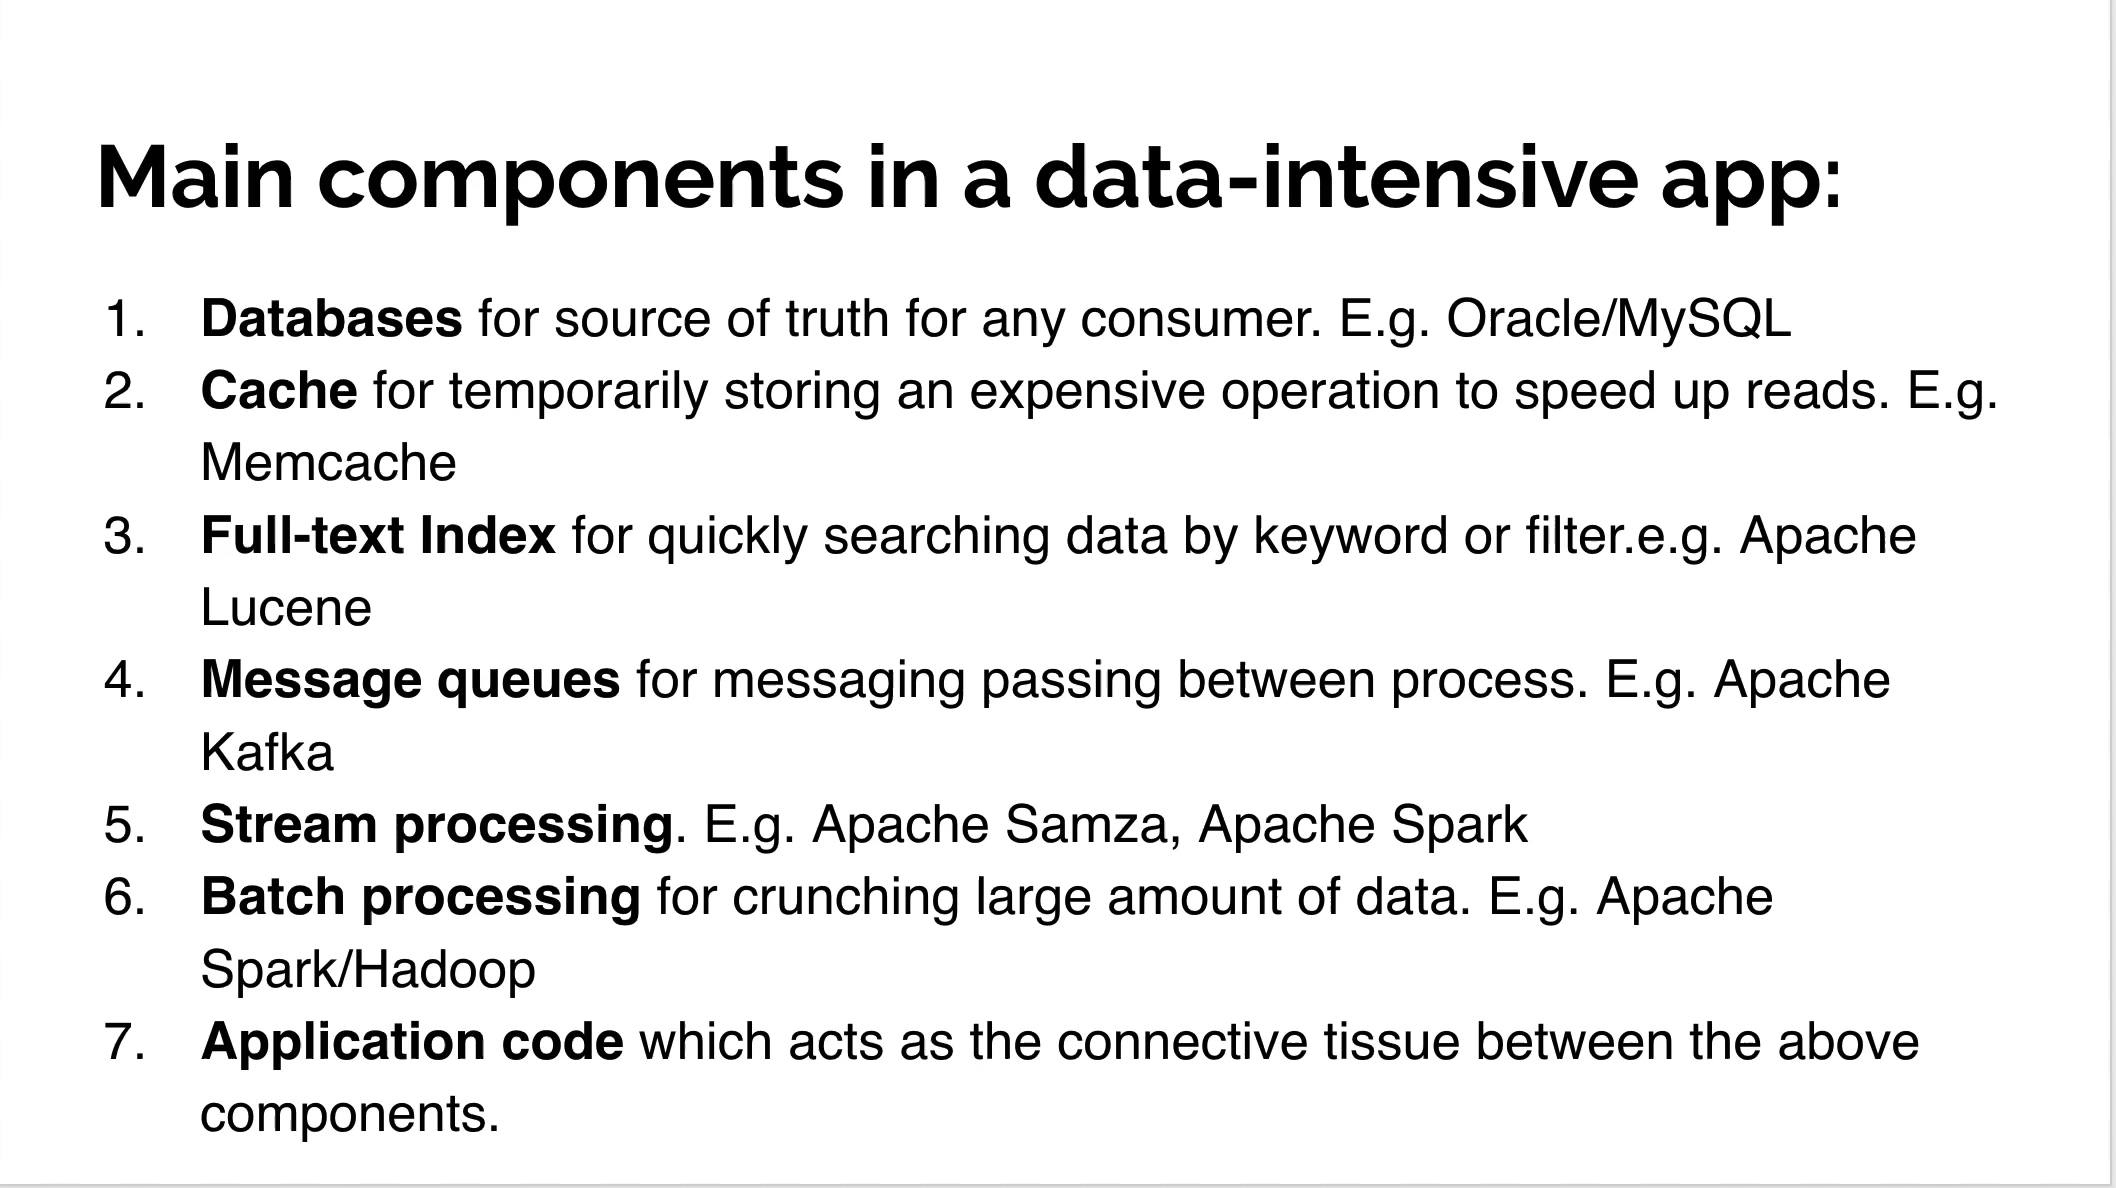 Main components in a data-intensive app:
1. Databases for source of truth for any consumer. E.g. Oracle/MySQL
2. Cache for temporarily storing an expensive operation to speed up reads. E.g.
Memcache
3. Full-text Index for quickly searching data by keyword or filter.e.g. Apache
Lucene
4. Message queues for messaging passing between process. E.g. Apache
Kafka
5. Stream processing. E.g. Apache Samza, Apache Spark
6. Batch processing for crunching large amount of data. E.g. Apache
Spark/Hadoop
7. Application code which acts as the connective tissue between the above
components.